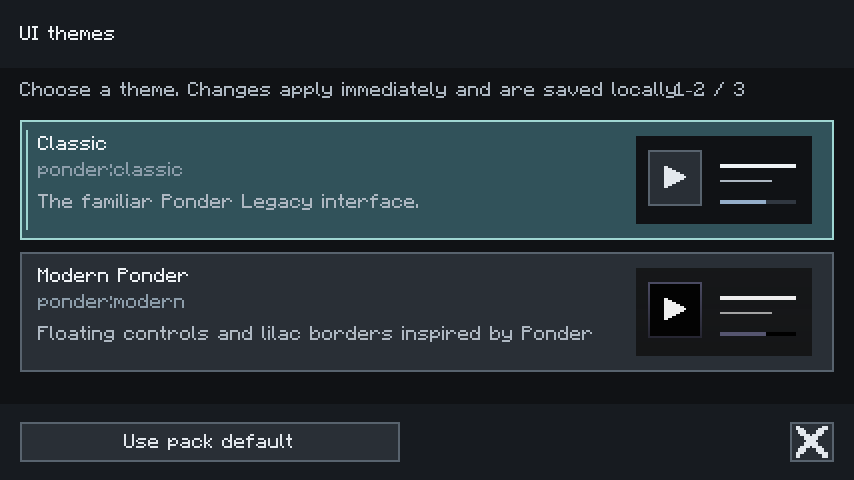 UI themes
Choose a theme. Changes apply immediately and are saved locally1-2 / 3
Classic
ponder:classic
The familiar Ponder Legacy interface.
Modern Ponder
ponder:modern
Floating controls and lilac borders inspired by Ponder
Use pack default